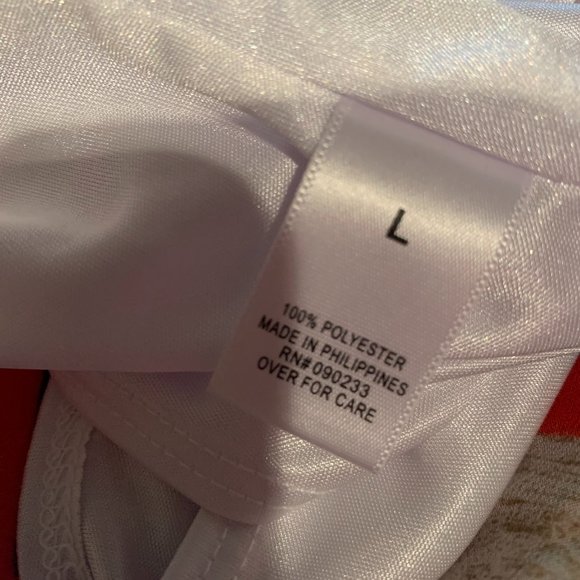 L
100% POLYESTER
MADE IN PHILIPPINES
RN# 090233
OVER FOR CARE